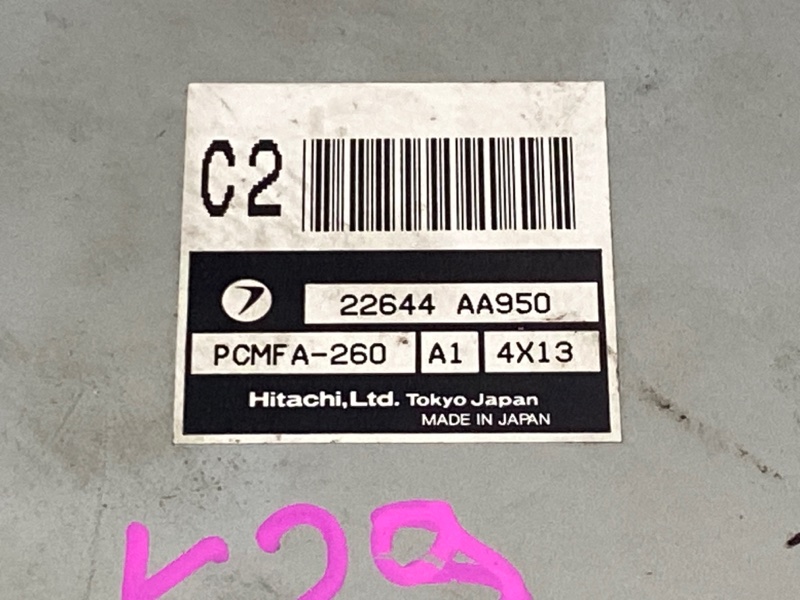 C2
22644 AA950
PCMFA-260 A1 4X13
Hitachi,Ltd. Tokyo Japan
MADE IN JAPAN